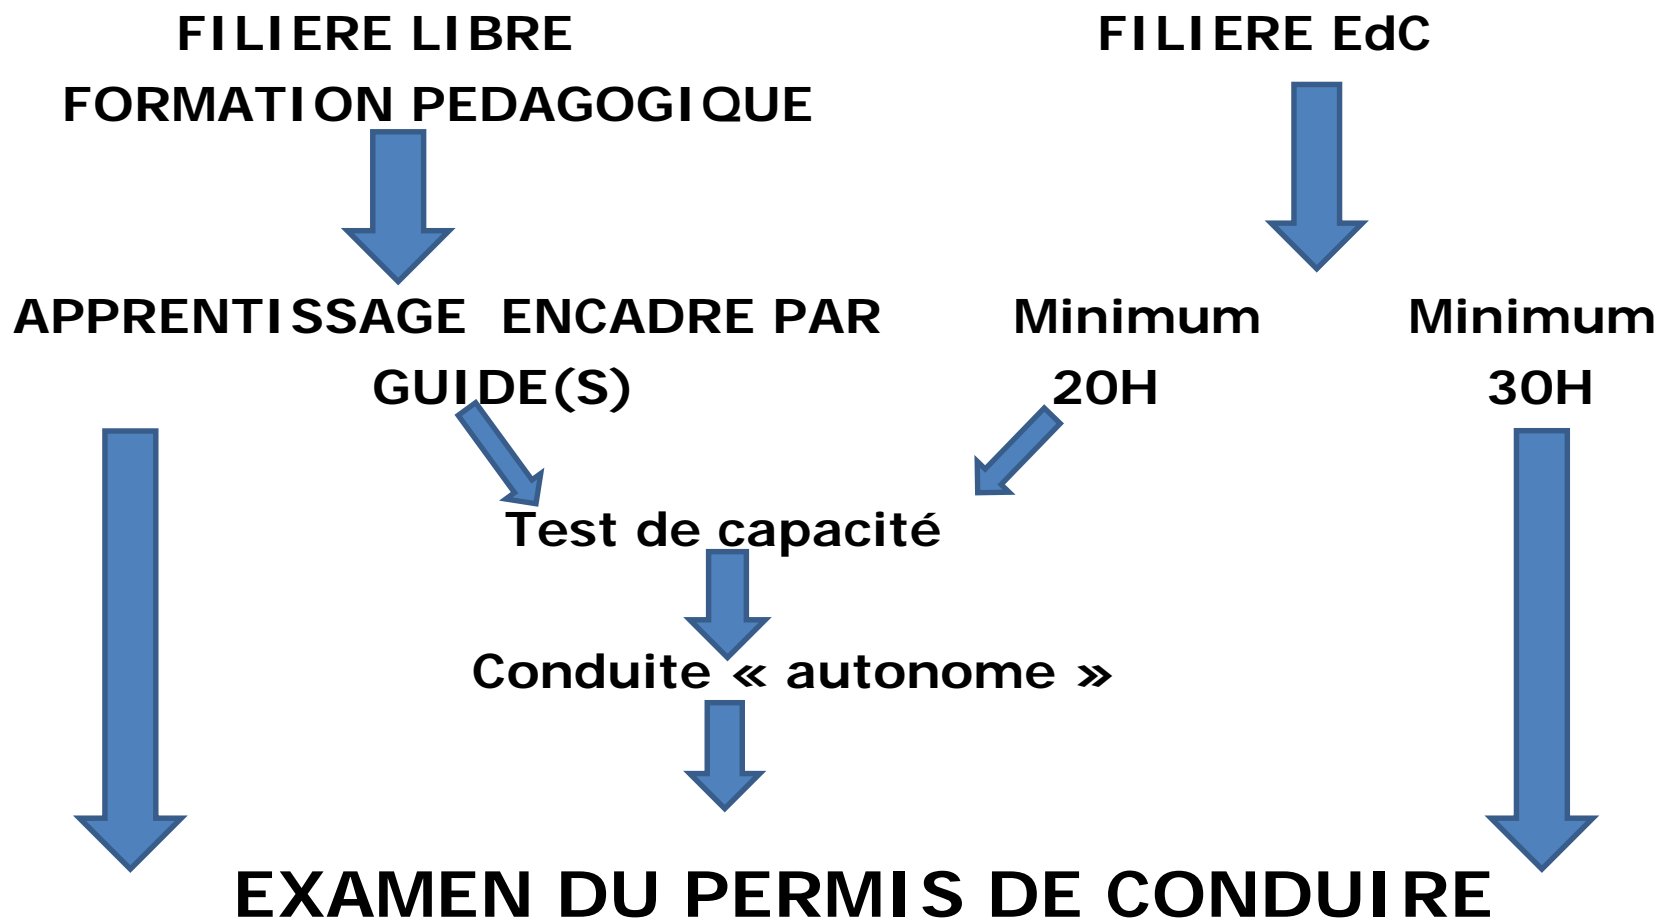 FILIERE LIBRE
FILIERE EdC
FORMATION PEDAGOGIQUE
APPRENTISSAGE ENCADRE PAR
GUIDE(S)
Minimum
20H
Minimum
30H
Test de capacité
Conduite « autonome »
EXAMEN DU PERMIS DE CONDUIRE